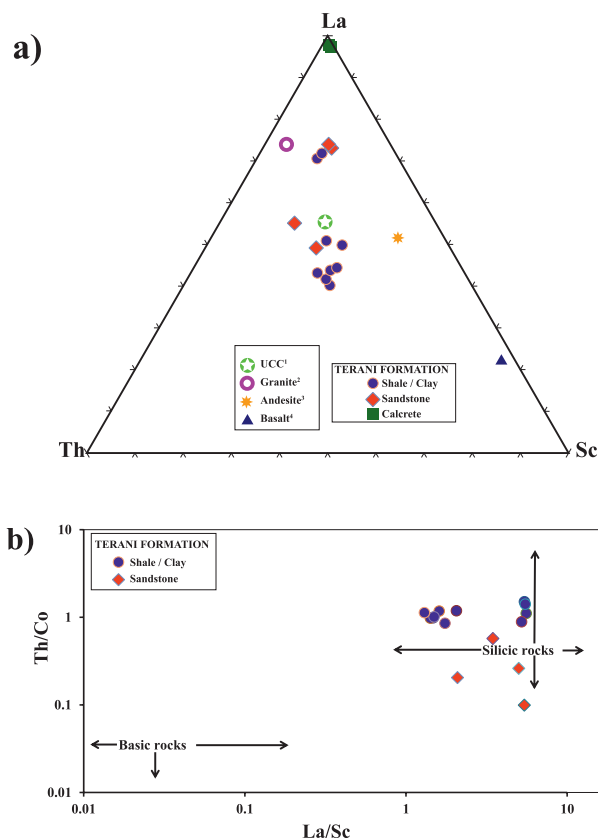 a)
La
UCC¹
Granite²
Andesite³
Basalt⁴
TERANI FORMATION
Shale / Clay
Sandstone
Calcrete
Th
Sc
b)
10
TERANI FORMATION
Shale / Clay
Sandstone
Th/Co
1
Silicic rocks
0.1
Basic rocks
0.01
0.01 0.1 1 10
La/Sc